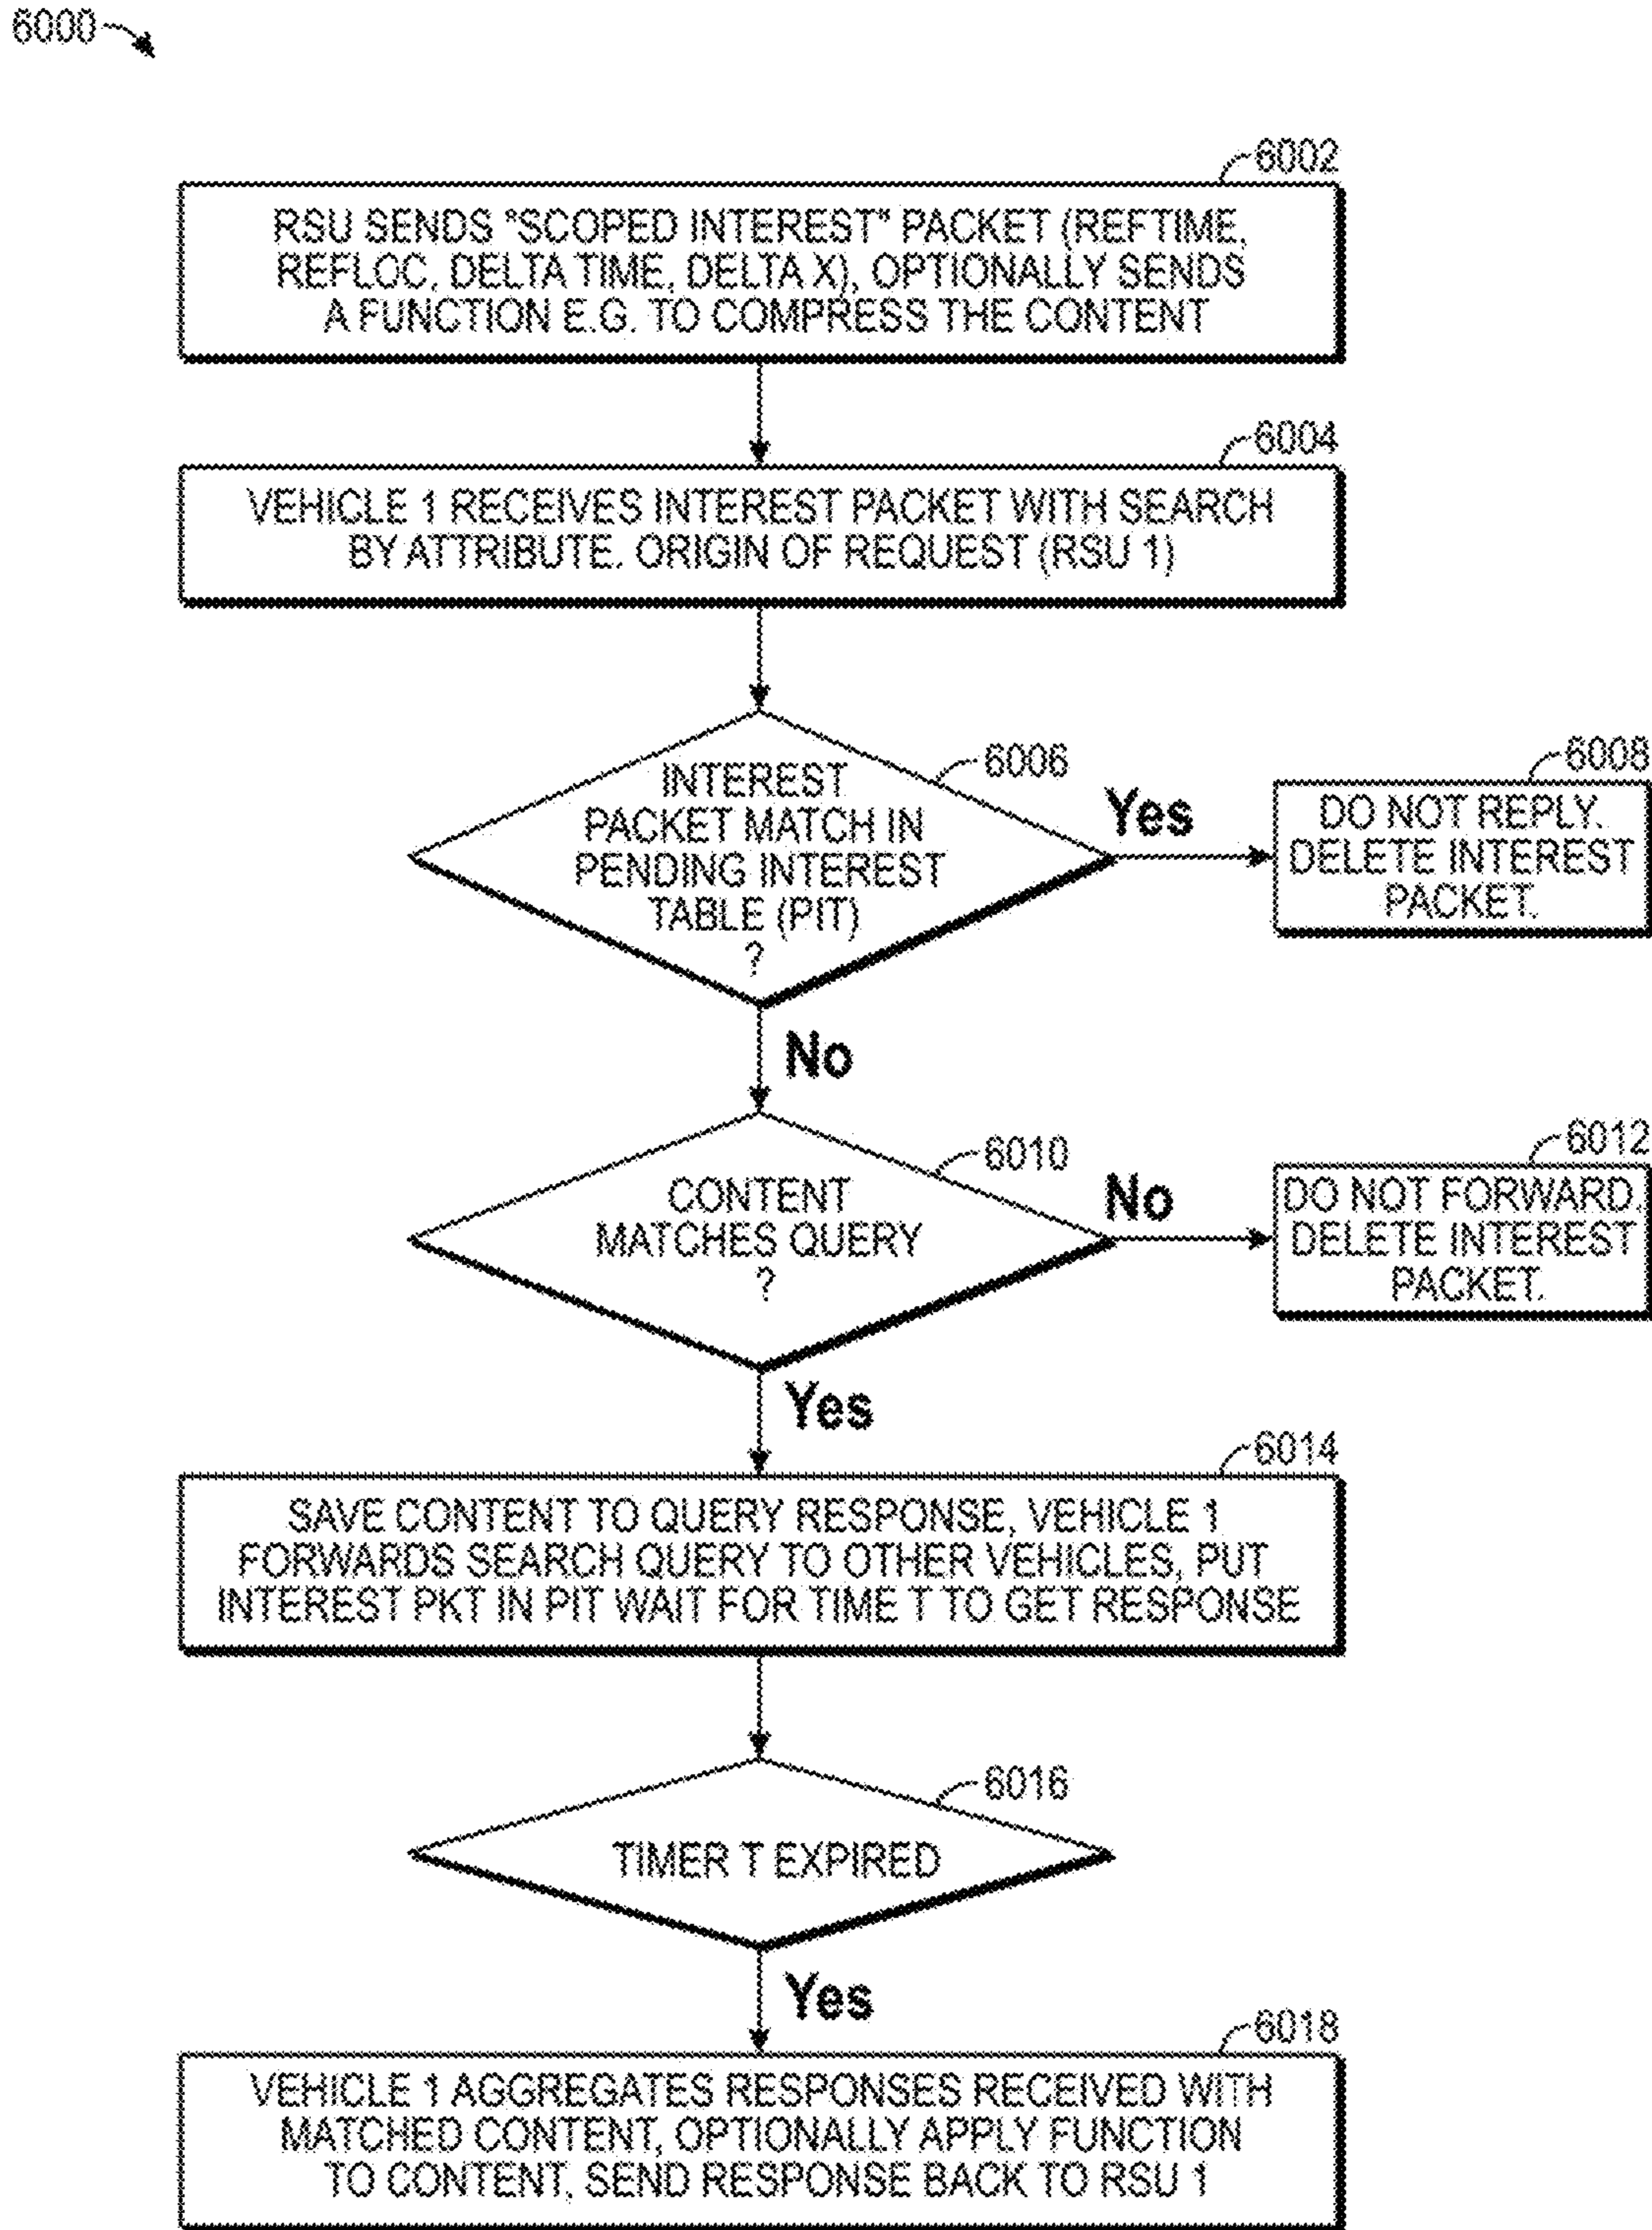 6000
6002
RSU SENDS "SCOPED INTEREST" PACKET (REFTIME,
REFLOC, DELTA TIME, DELTA X), OPTIONALLY SENDS
A FUNCTION E.G. TO COMPRESS THE CONTENT
6004
VEHICLE 1 RECEIVES INTEREST PACKET WITH SEARCH
BY ATTRIBUTE. ORIGIN OF REQUEST (RSU 1)
6006
INTEREST
PACKET MATCH IN
PENDING INTEREST
TABLE (PIT)
?
Yes
6008
DO NOT REPLY.
DELETE INTEREST
PACKET.
No
6010
CONTENT
MATCHES QUERY
?
No
6012
DO NOT FORWARD.
DELETE INTEREST
PACKET.
Yes
6014
SAVE CONTENT TO QUERY RESPONSE, VEHICLE 1
FORWARDS SEARCH QUERY TO OTHER VEHICLES, PUT
INTEREST PKT IN PIT WAIT FOR TIME T TO GET RESPONSE
6016
TIMER T EXPIRED
Yes
6018
VEHICLE 1 AGGREGATES RESPONSES RECEIVED WITH
MATCHED CONTENT, OPTIONALLY APPLY FUNCTION
TO CONTENT, SEND RESPONSE BACK TO RSU 1